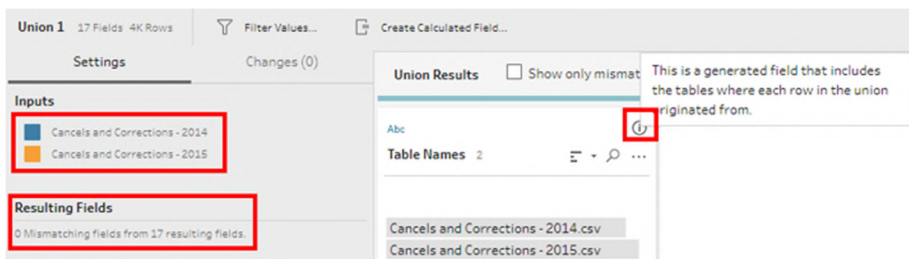 Union 1 17 Fields 4K Rows Filter Values... Create Calculated Field...
Settings Changes (0)
Inputs
Cancels and Corrections - 2014
Cancels and Corrections - 2015
Resulting Fields
0 Mismatching fields from 17 resulting fields.
Union Results Show only mismat
This is a generated field that includes
the tables where each row in the union
originated from.
Abc
Table Names 2
Cancels and Corrections - 2014.csv
Cancels and Corrections - 2015.csv